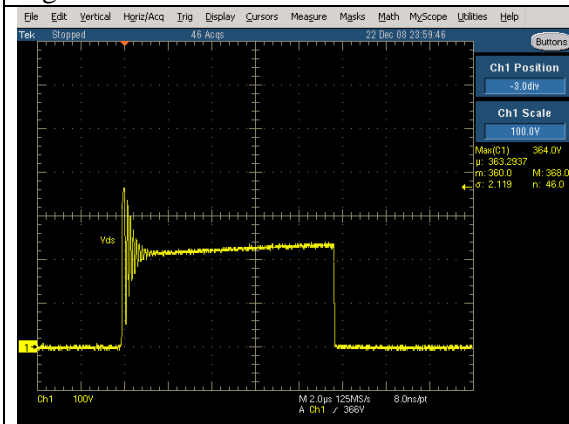 File Edit Vertical Horiz/Acq Trig Display Cursors Measure Masks Math MyScope Utilities Help
Tek Stopped 46 Acqs 22 Dec 08 23:59:46
Buttons
Ch1 Position
-3.0div
Ch1 Scale
100.0V
Max(C1) 364.0V
µ: 363.2937
m: 360.0 M: 368.0
σ: 2.119 n: 46.0
Vds
1
Ch1 100V M 2.0µs 125MS/s 8.0ns/pt
A Ch1 ∕ 366V